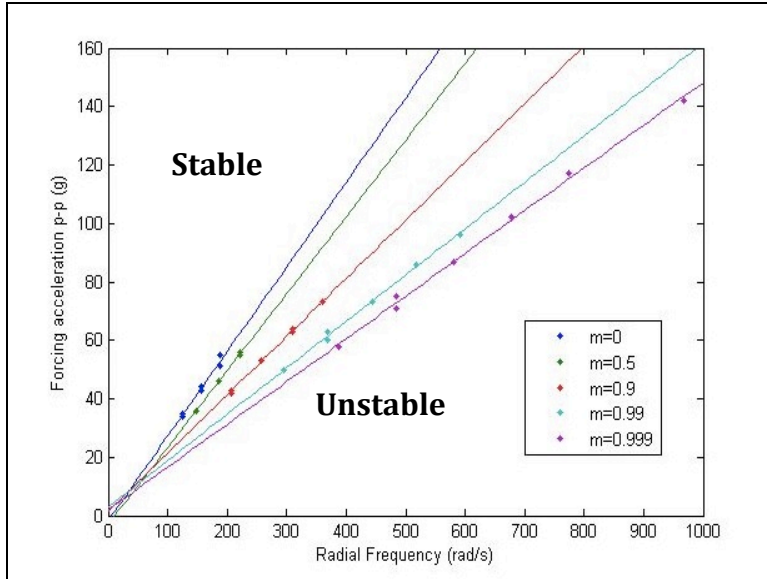 160
140
120
100
80
60
40
20
0
Forcing acceleration p-p (g)
Stable
Unstable
m=0
m=0.5
m=0.9
m=0.99
m=0.999
0 100 200 300 400 500 600 700 800 900 1000
Radial Frequency (rad/s)